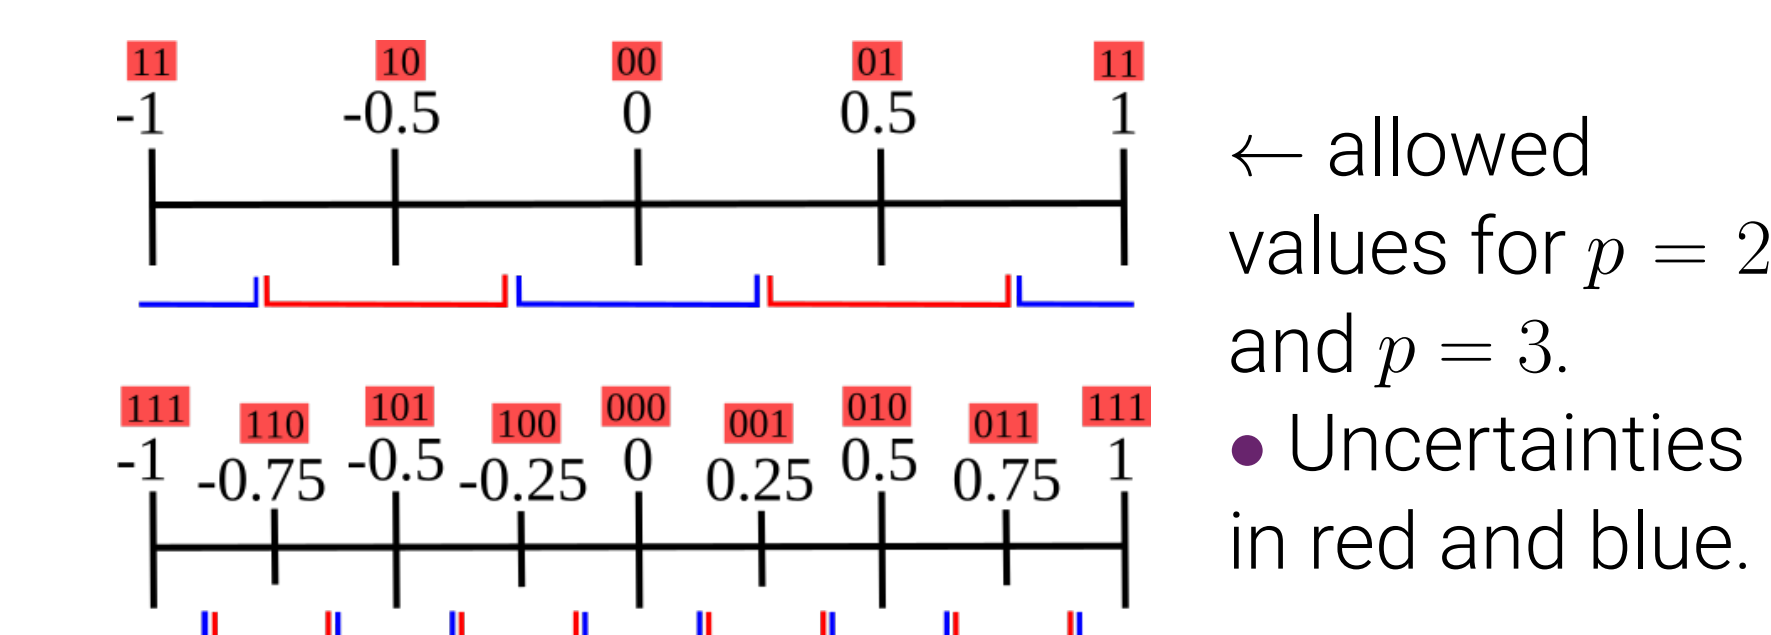 11 10 00 01 11
-1 -0.5 0 0.5 1
← allowed
values for p = 2
and p = 3.
• Uncertainties
in red and blue.
111 110 101 100 000 001 010 011 111
-1 -0.75 -0.5 -0.25 0 0.25 0.5 0.75 1